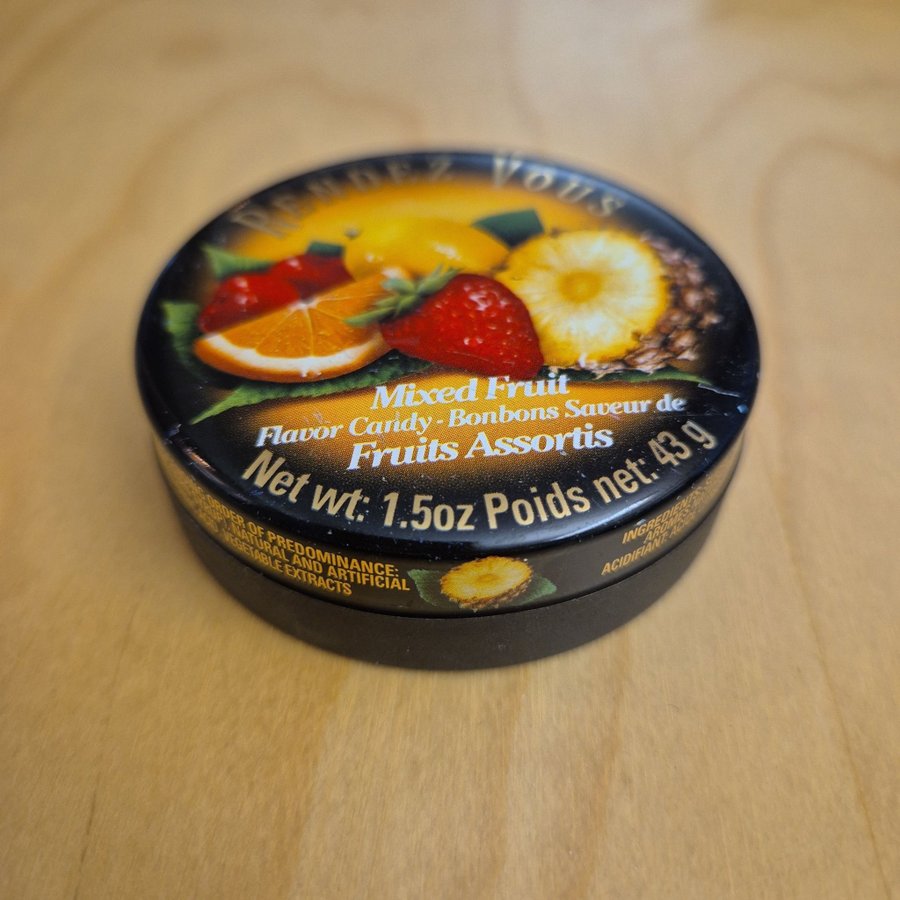 RENDEZ VOUS
Mixed Fruit
Flavor Candy - Bonbons Saveur de
Fruits Assortis
Net wt: 1.5oz Poids net: 43 g
ORDER OF PREDOMINANCE:
NATURAL AND ARTIFICIAL
VEGETABLE EXTRACTS
ACIDIFIANT